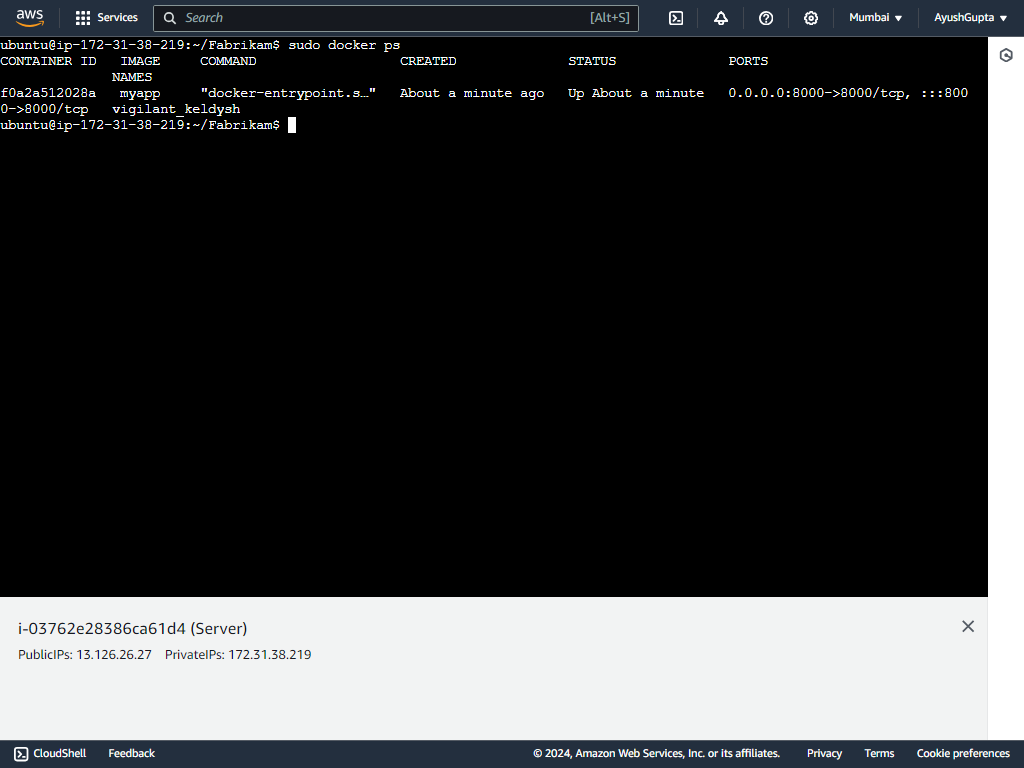 aws Services Search [Alt+S] Mumbai AyushGupta
ubuntu@ip-172-31-38-219:~/Fabrikam$ sudo docker ps
CONTAINER ID   IMAGE     COMMAND                  CREATED              STATUS              PORTS
              NAMES
f0a2a512028a   myapp     "docker-entrypoint.s…"   About a minute ago   Up About a minute   0.0.0.0:8000->8000/tcp, :::800
0->8000/tcp   vigilant_keldysh
ubuntu@ip-172-31-38-219:~/Fabrikam$
i-03762e28386ca61d4 (Server)
PublicIPs: 13.126.26.27 PrivateIPs: 172.31.38.219
CloudShell Feedback © 2024, Amazon Web Services, Inc. or its affiliates. Privacy Terms Cookie preferences